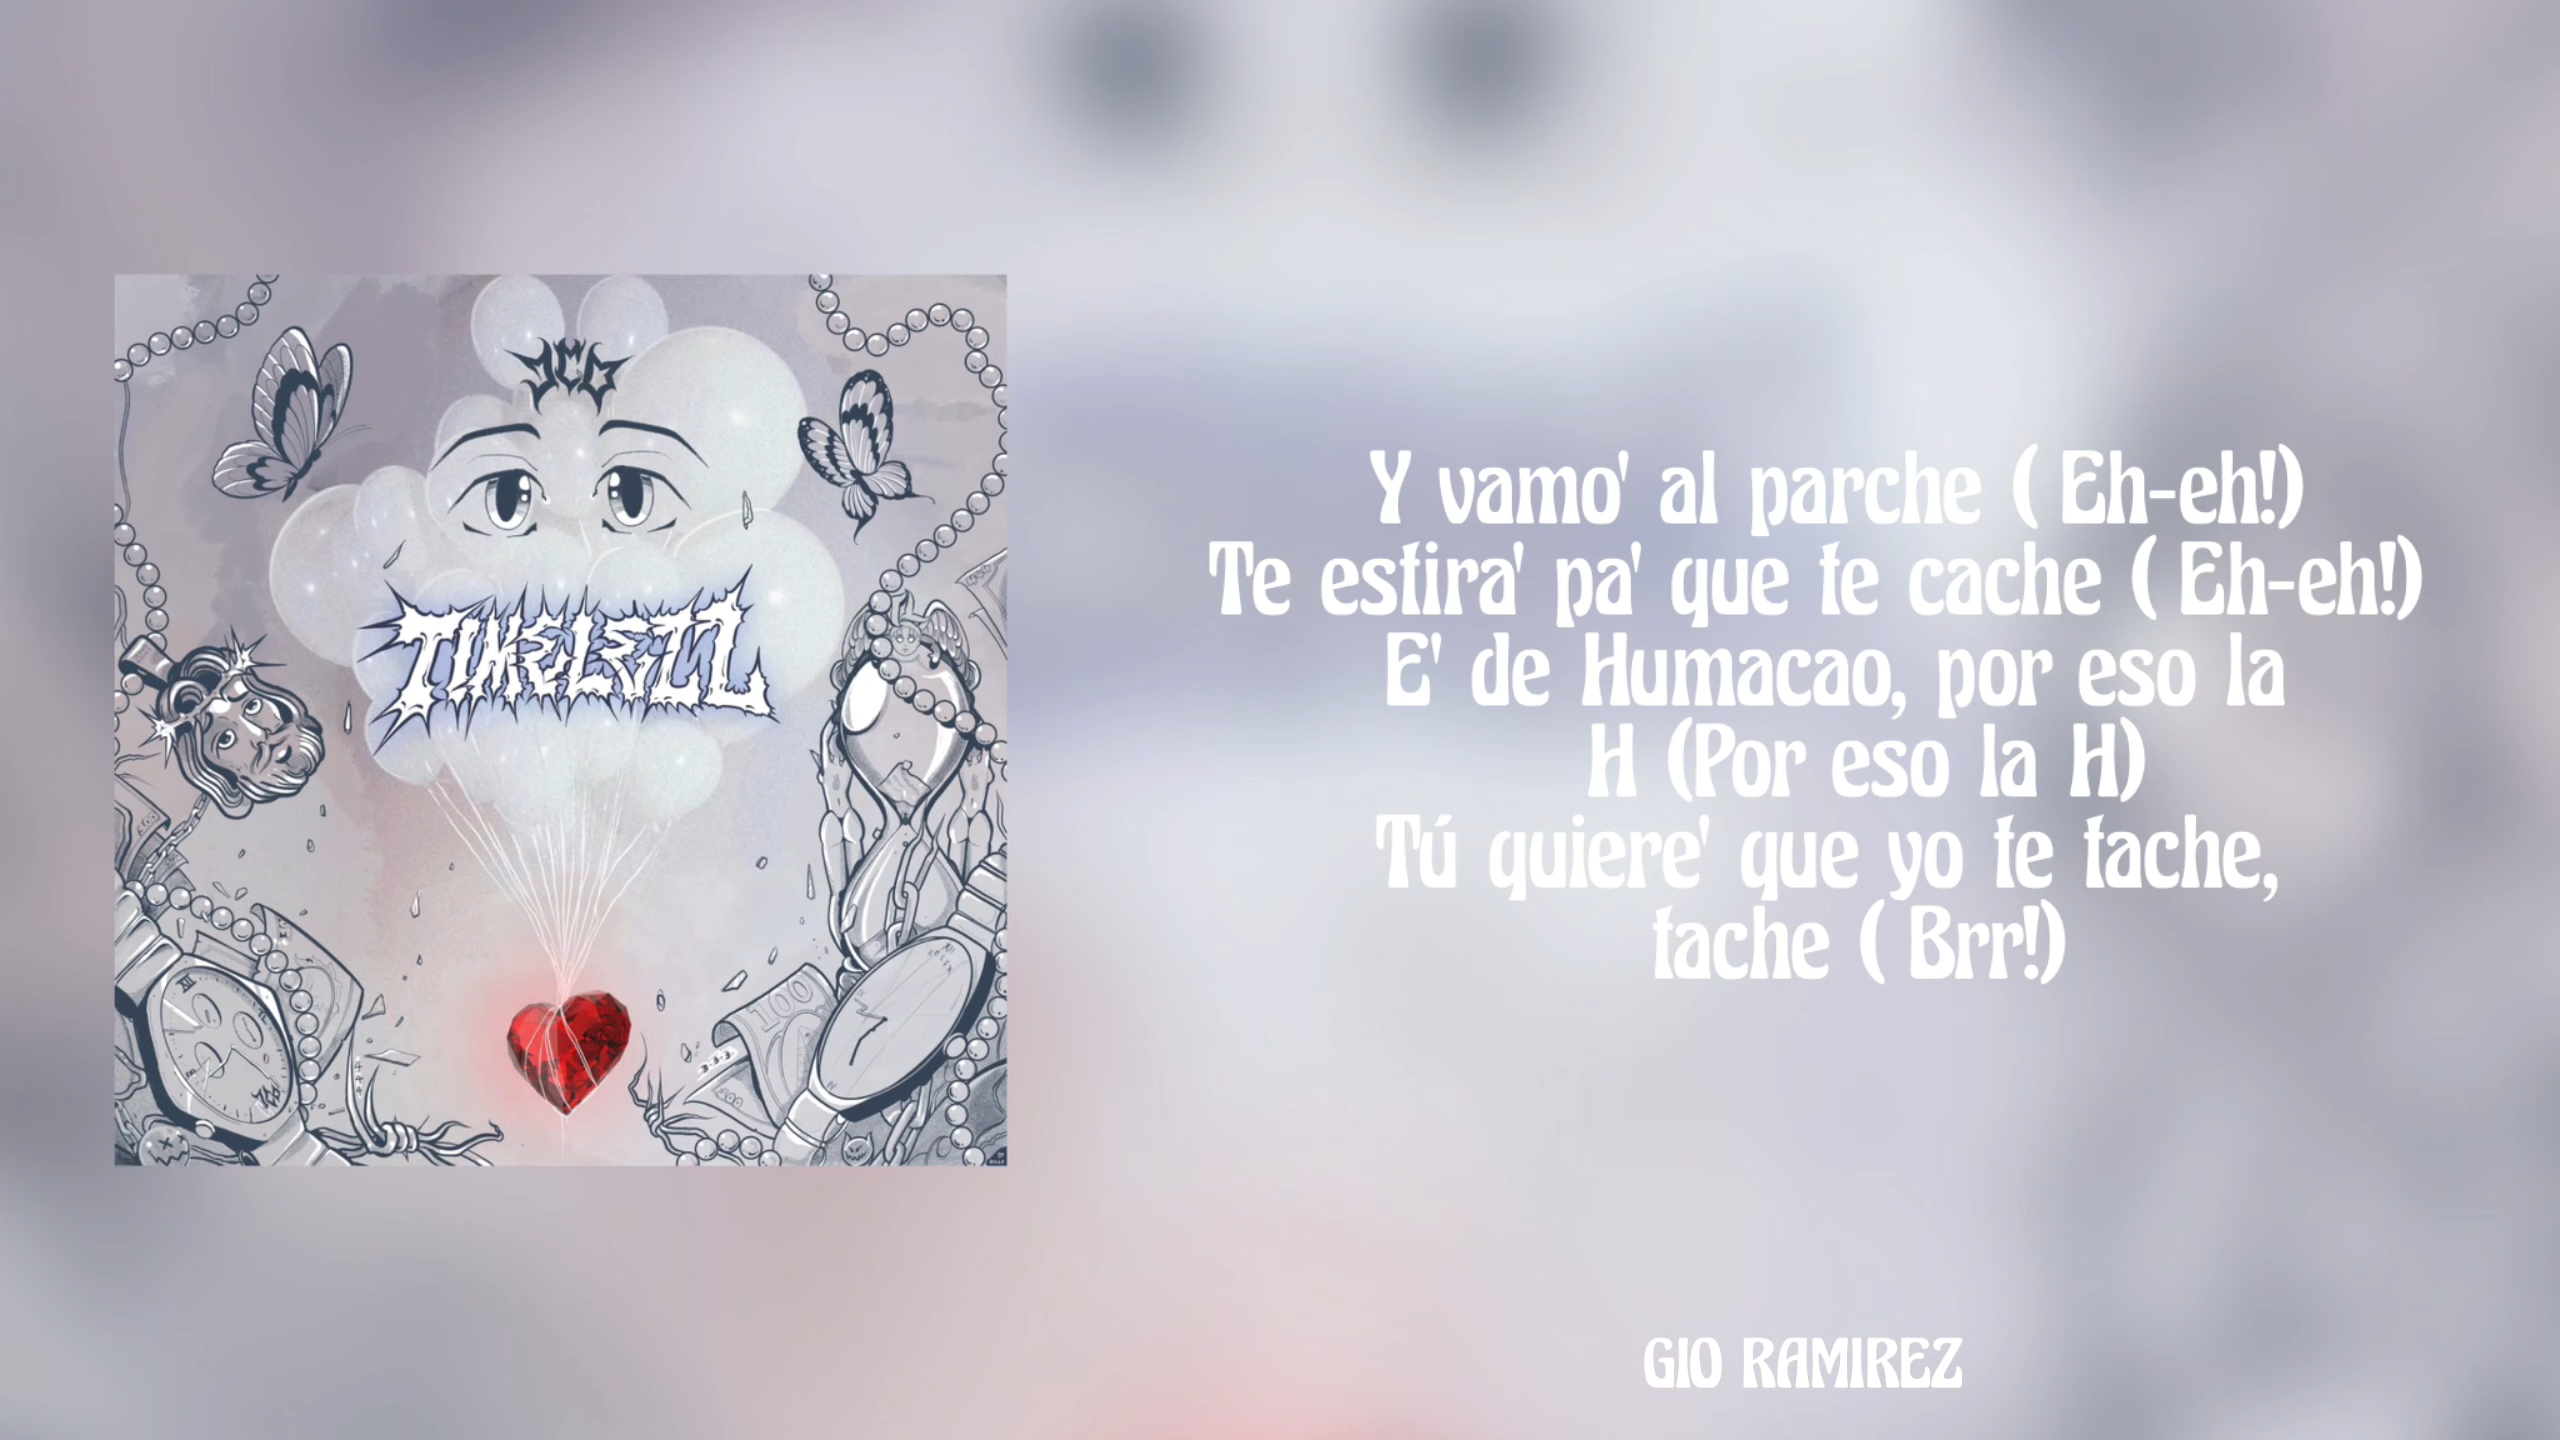 TIMELEZZ
100
Y vamo' al parche ( Eh-eh!)
Te estira' pa' que te cache ( Eh-eh!)
E' de Humacao, por eso la
H (Por eso la H)
Tú quiere' que yo te tache,
tache ( Brr!)
GIO RAMIREZ